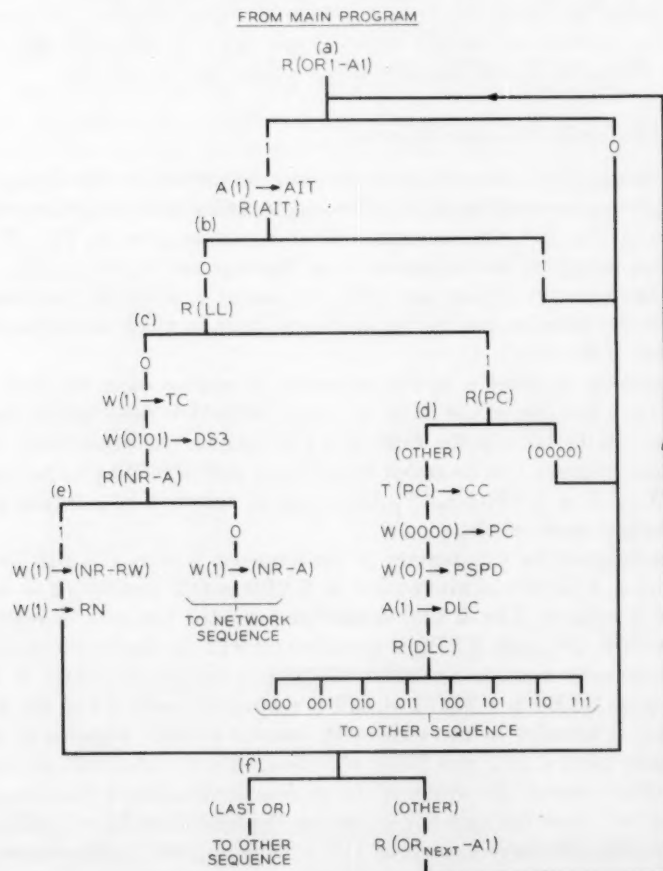 FROM MAIN PROGRAM
(a)
R(OR1-A1)
1
0
A(1)→AIT
R(AIT)
(b)
0
1
R(LL)
(c)
0
1
W(1)→TC
R(PC)
W(0101)→DS3
(d)
R(NR-A)
(OTHER)
(0000)
T(PC)→CC
(e)
1
0
W(0000)→PC
W(1)→(NR-RW)
W(1)→(NR-A)
W(0)→PSPD
W(1)→RN
TO NETWORK
SEQUENCE
A(1)→DLC
R(DLC)
000 001 010 011 100 101 110 111
TO OTHER SEQUENCE
(f)
(LAST OR)
(OTHER)
TO OTHER
SEQUENCE
R(ORNEXT-A1)